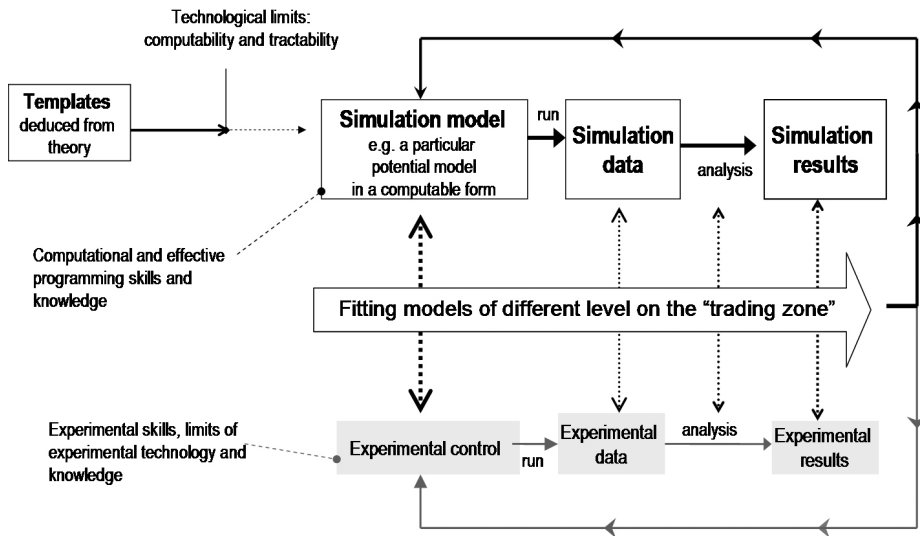 Technological limits:
computability and tractability
Templates
deduced from
theory
Simulation model
e.g. a particular
potential model
in a computable form
run
Simulation
data
analysis
Simulation
results
Computational and effective
programming skills and
knowledge
Fitting models of different level on the “trading zone”
Experimental skills, limits of
experimental technology and
knowledge
Experimental control
run
Experimental
data
analysis
Experimental
results